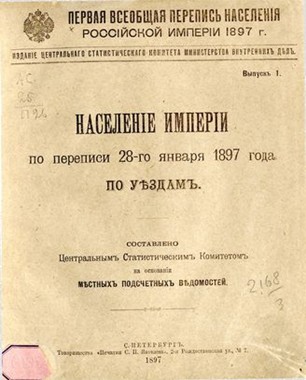 ПЕРВАЯ ВСЕОБЩАЯ ПЕРЕПИСЬ НАСЕЛЕНІЯ
РОССІЙСКОЙ ИМПЕРІИ 1897 г.
ИЗДАНІЕ ЦЕНТРАЛЬНАГО СТАТИСТИЧЕСКАГО КОМИТЕТА МИНИСТЕРСТВА ВНУТРЕННИХЪ ДѢЛЪ.
Выпускъ 1.
НАСЕЛЕНІЕ ИМПЕРІИ
по переписи 28-го января 1897 года
ПО УѢЗДАМЪ.
СОСТАВЛЕНО
Центральнымъ Статистическимъ Комитетомъ
на основаніи
МѢСТНЫХЪ ПОДСЧЕТНЫХЪ ВѢДОМОСТЕЙ.
2168
3
С.ПЕТЕРБУРГЪ.
Товарищество «Печатня С. П. Яковлева», 2-я Рождественская ул., № 7.
1897